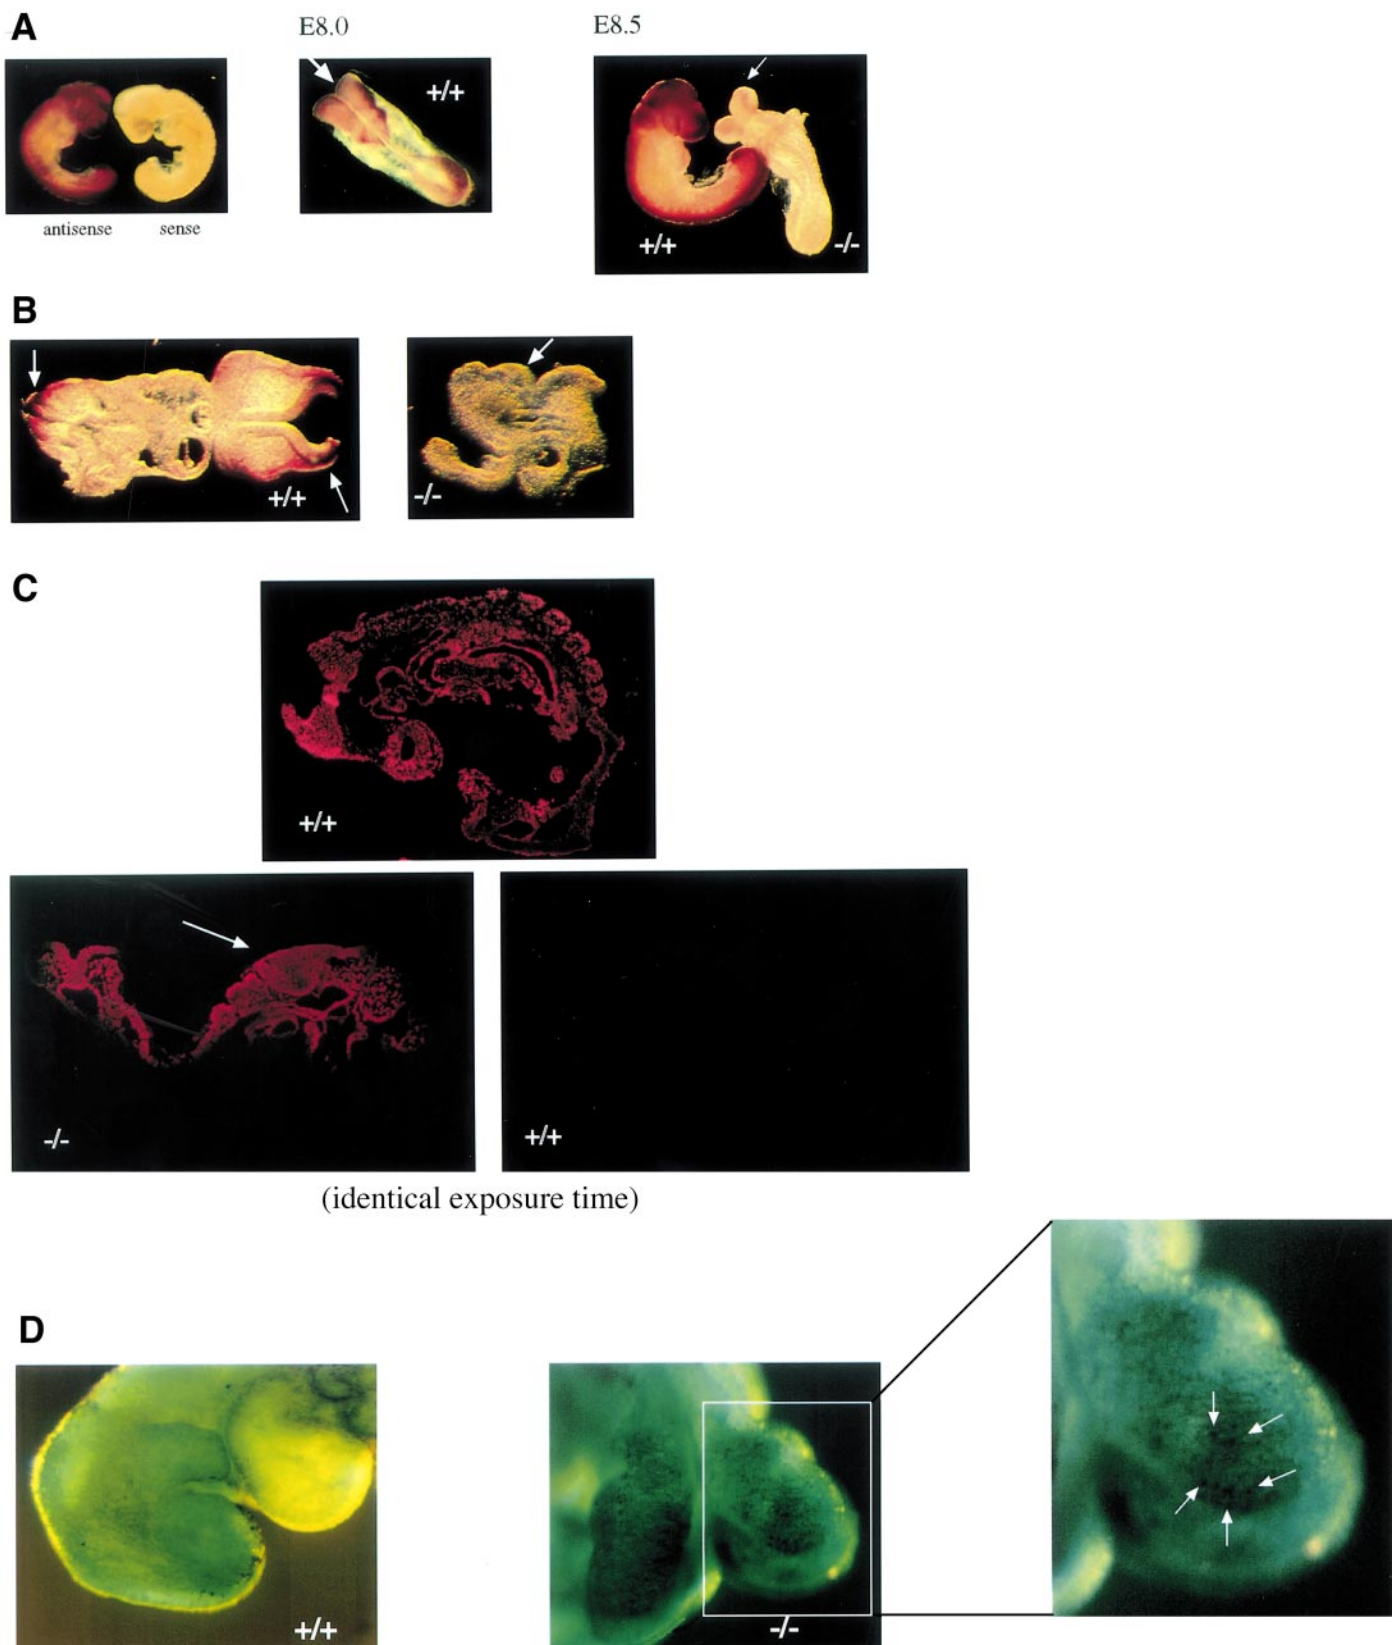 A
E8.0
E8.5
+/+
antisense sense
+/+ -/-
B
+/+
-/-
C
+/+
-/-
+/+
(identical exposure time)
D
+/+
-/-